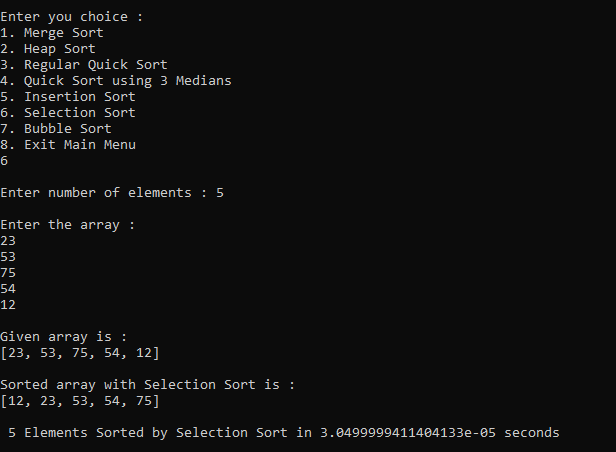 Enter you choice :
1. Merge Sort
2. Heap Sort
3. Regular Quick Sort
4. Quick Sort using 3 Medians
5. Insertion Sort
6. Selection Sort
7. Bubble Sort
8. Exit Main Menu
6
Enter number of elements : 5
Enter the array :
23
53
75
54
12
Given array is :
[23, 53, 75, 54, 12]
Sorted array with Selection Sort is :
[12, 23, 53, 54, 75]
5 Elements Sorted by Selection Sort in 3.0499999411404133e-05 seconds